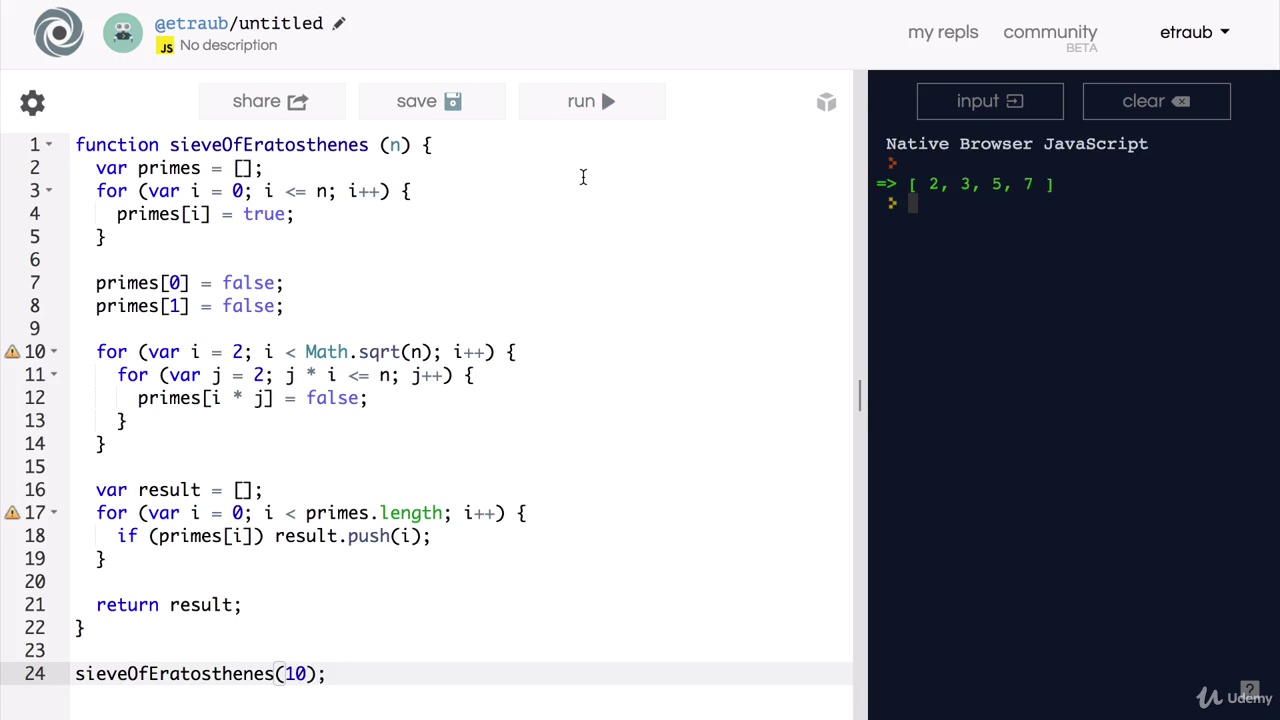 @etraub/untitled
JS No description
my repls
community
BETA
etraub
share
save
run
input
clear
1 function sieveOfEratosthenes (n) {
2   var primes = [];
3   for (var i = 0; i <= n; i++) {
4     primes[i] = true;
5   }
6
7   primes[0] = false;
8   primes[1] = false;
9
10   for (var i = 2; i < Math.sqrt(n); i++) {
11     for (var j = 2; j * i <= n; j++) {
12       primes[i * j] = false;
13     }
14   }
15
16   var result = [];
17   for (var i = 0; i < primes.length; i++) {
18     if (primes[i]) result.push(i);
19   }
20
21   return result;
22 }
23
24 sieveOfEratosthenes(10);
Native Browser JavaScript
=> [ 2, 3, 5, 7 ]
?
Udemy